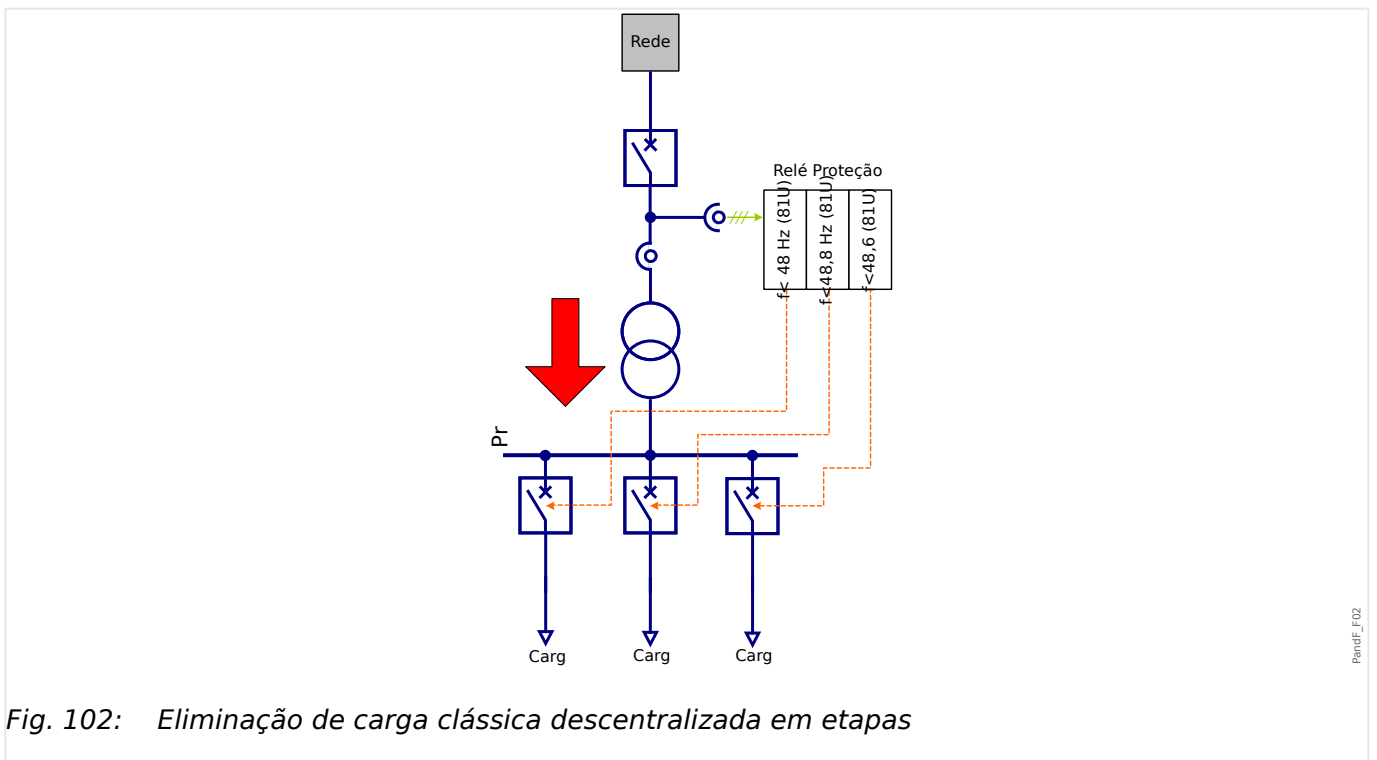 Rede
Relé Proteção
f< 48 Hz (81U)
f<48,8 Hz (81U)
f<48,6 (81U)
Pr
Carg
Carg
Carg
PandF_F02
Fig. 102: Eliminação de carga clássica descentralizada em etapas